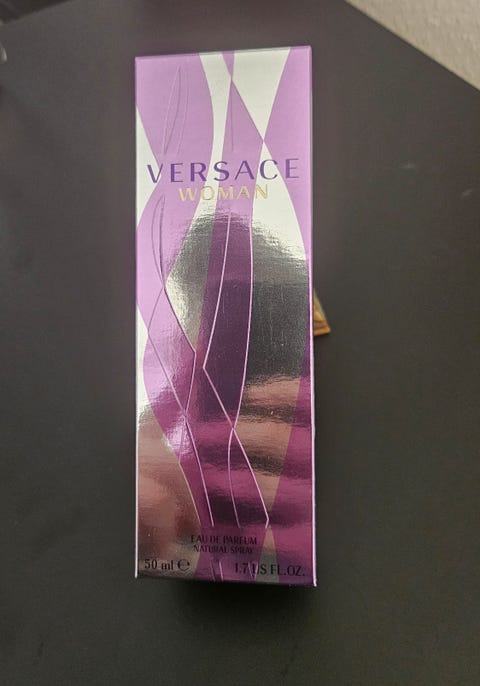 VERSACE
WOMAN
EAU DE PARFUM
NATURAL SPRAY
50 ml ℮ 1.7 US FL.OZ.